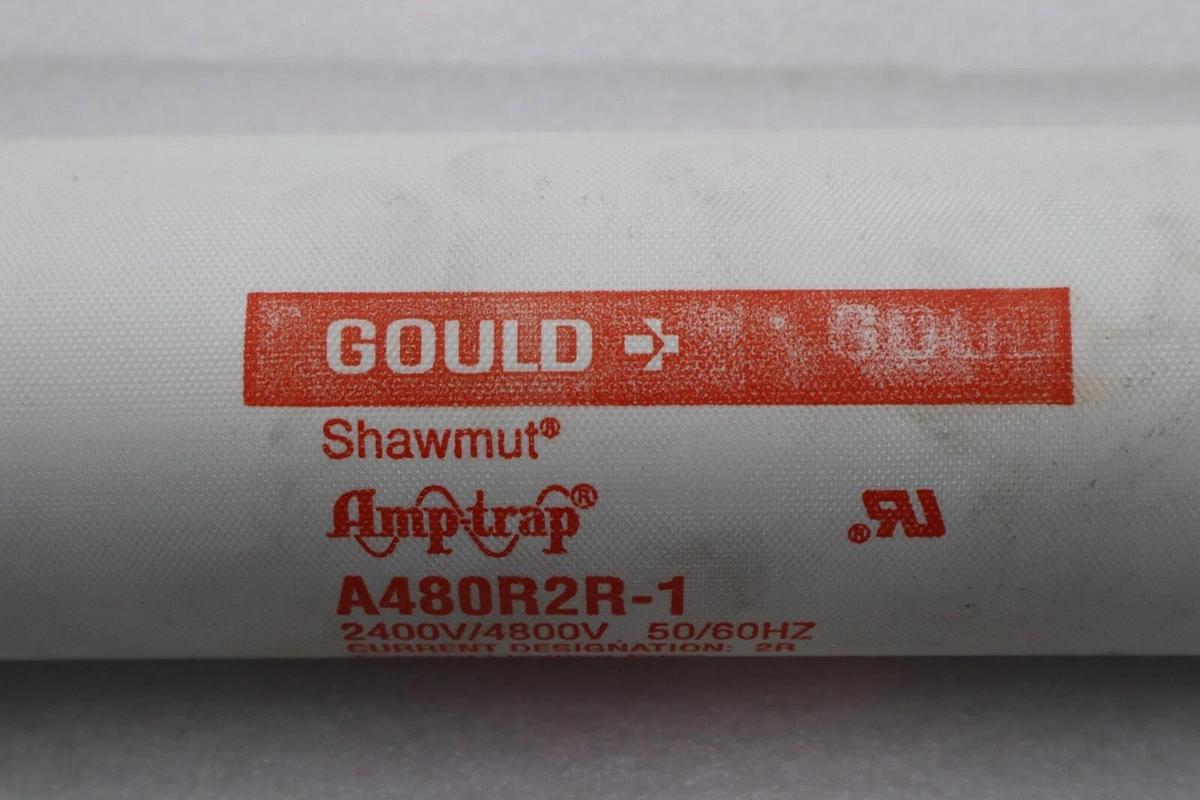 GOULD
Shawmut®
Amp-trap®
A480R2R-1
2400V/4800V 50/60HZ
CURRENT DESIGNATION: 2R